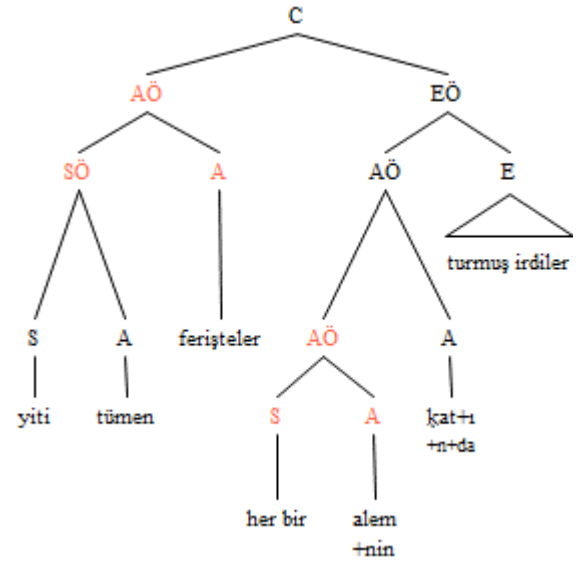 C
AÖ EÖ
SÖ A AÖ E
turmuş irdiler
S A ferişteler AÖ A
yiti tümen S A ḳat+ı
+n+da
her bir alem
+nin